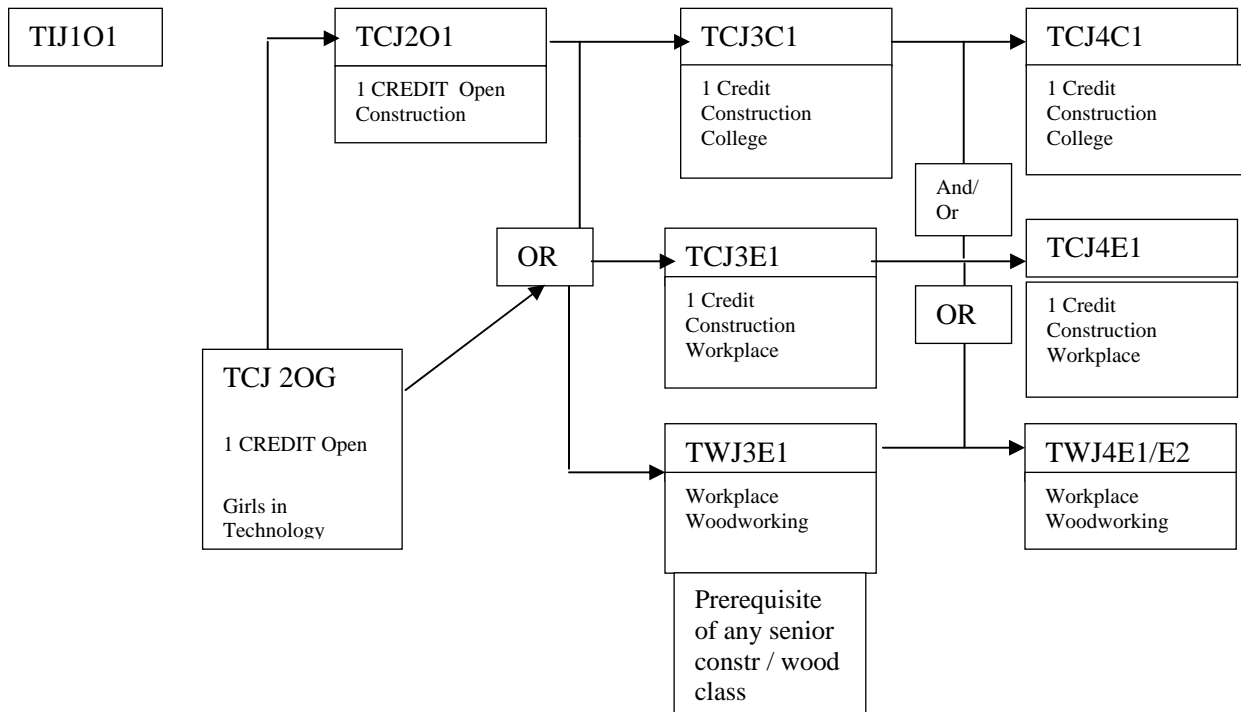 TIJ1O1
TCJ2O1
1 CREDIT Open
Construction
TCJ3C1
1 Credit
Construction
College
TCJ4C1
1 Credit
Construction
College
And/
Or
OR
TCJ3E1
1 Credit
Construction
Workplace
TCJ4E1
1 Credit
Construction
Workplace
OR
TCJ 2OG
1 CREDIT Open
Girls in
Technology
TWJ3E1
Workplace
Woodworking
TWJ4E1/E2
Workplace
Woodworking
Prerequisite
of any senior
constr / wood
class